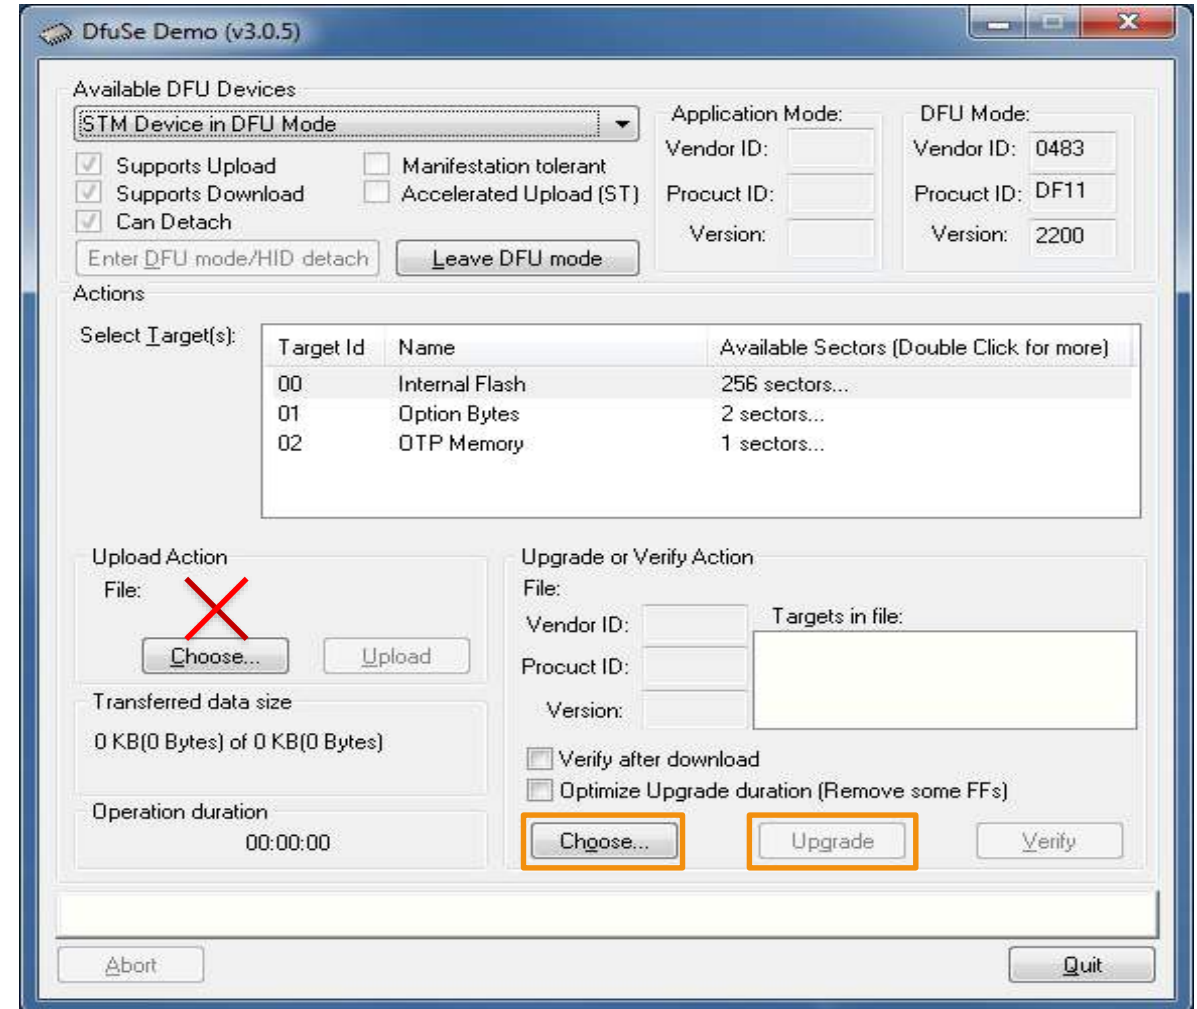 DfuSe Demo (v3.0.5)
Available DFU Devices
STM Device in DFU Mode
Supports Upload
Manifestation tolerant
Supports Download
Accelerated Upload (ST)
Can Detach
Enter DFU mode/HID detach
Leave DFU mode
Application Mode:
Vendor ID:
Procuct ID:
Version:
DFU Mode:
Vendor ID: 0483
Procuct ID: DF11
Version: 2200
Actions
Select Target(s):
Target Id Name Available Sectors (Double Click for more)
00 Internal Flash 256 sectors...
01 Option Bytes 2 sectors...
02 OTP Memory 1 sectors...
Upload Action
File:
Choose... Upload
Transferred data size
0 KB(0 Bytes) of 0 KB(0 Bytes)
Operation duration
00:00:00
Upgrade or Verify Action
File:
Vendor ID:
Procuct ID:
Version:
Targets in file:
Verify after download
Optimize Upgrade duration (Remove some FFs)
Choose... Upgrade Verify
Abort Quit